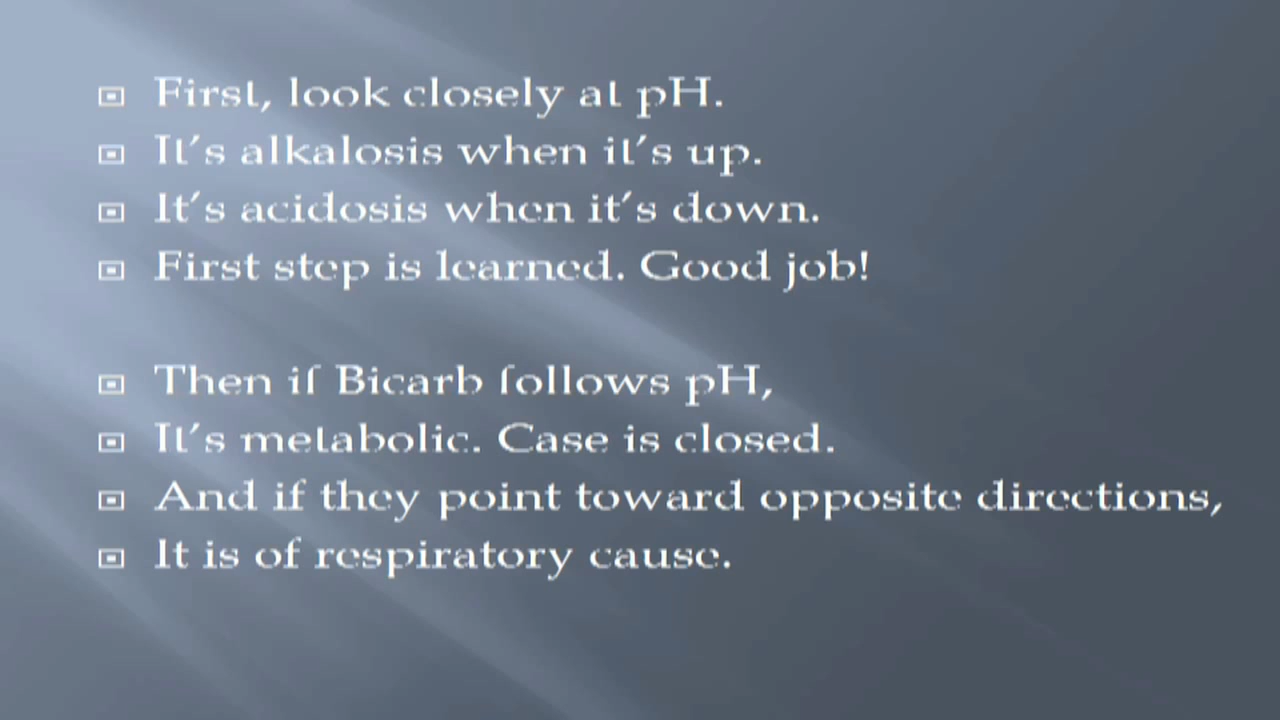 First, look closely at pH.
It's alkalosis when it's up.
It's acidosis when it's down.
First step is learned. Good job!
Then if Bicarb follows pH,
It's metabolic. Case is closed.
And if they point toward opposite directions,
It is of respiratory cause.